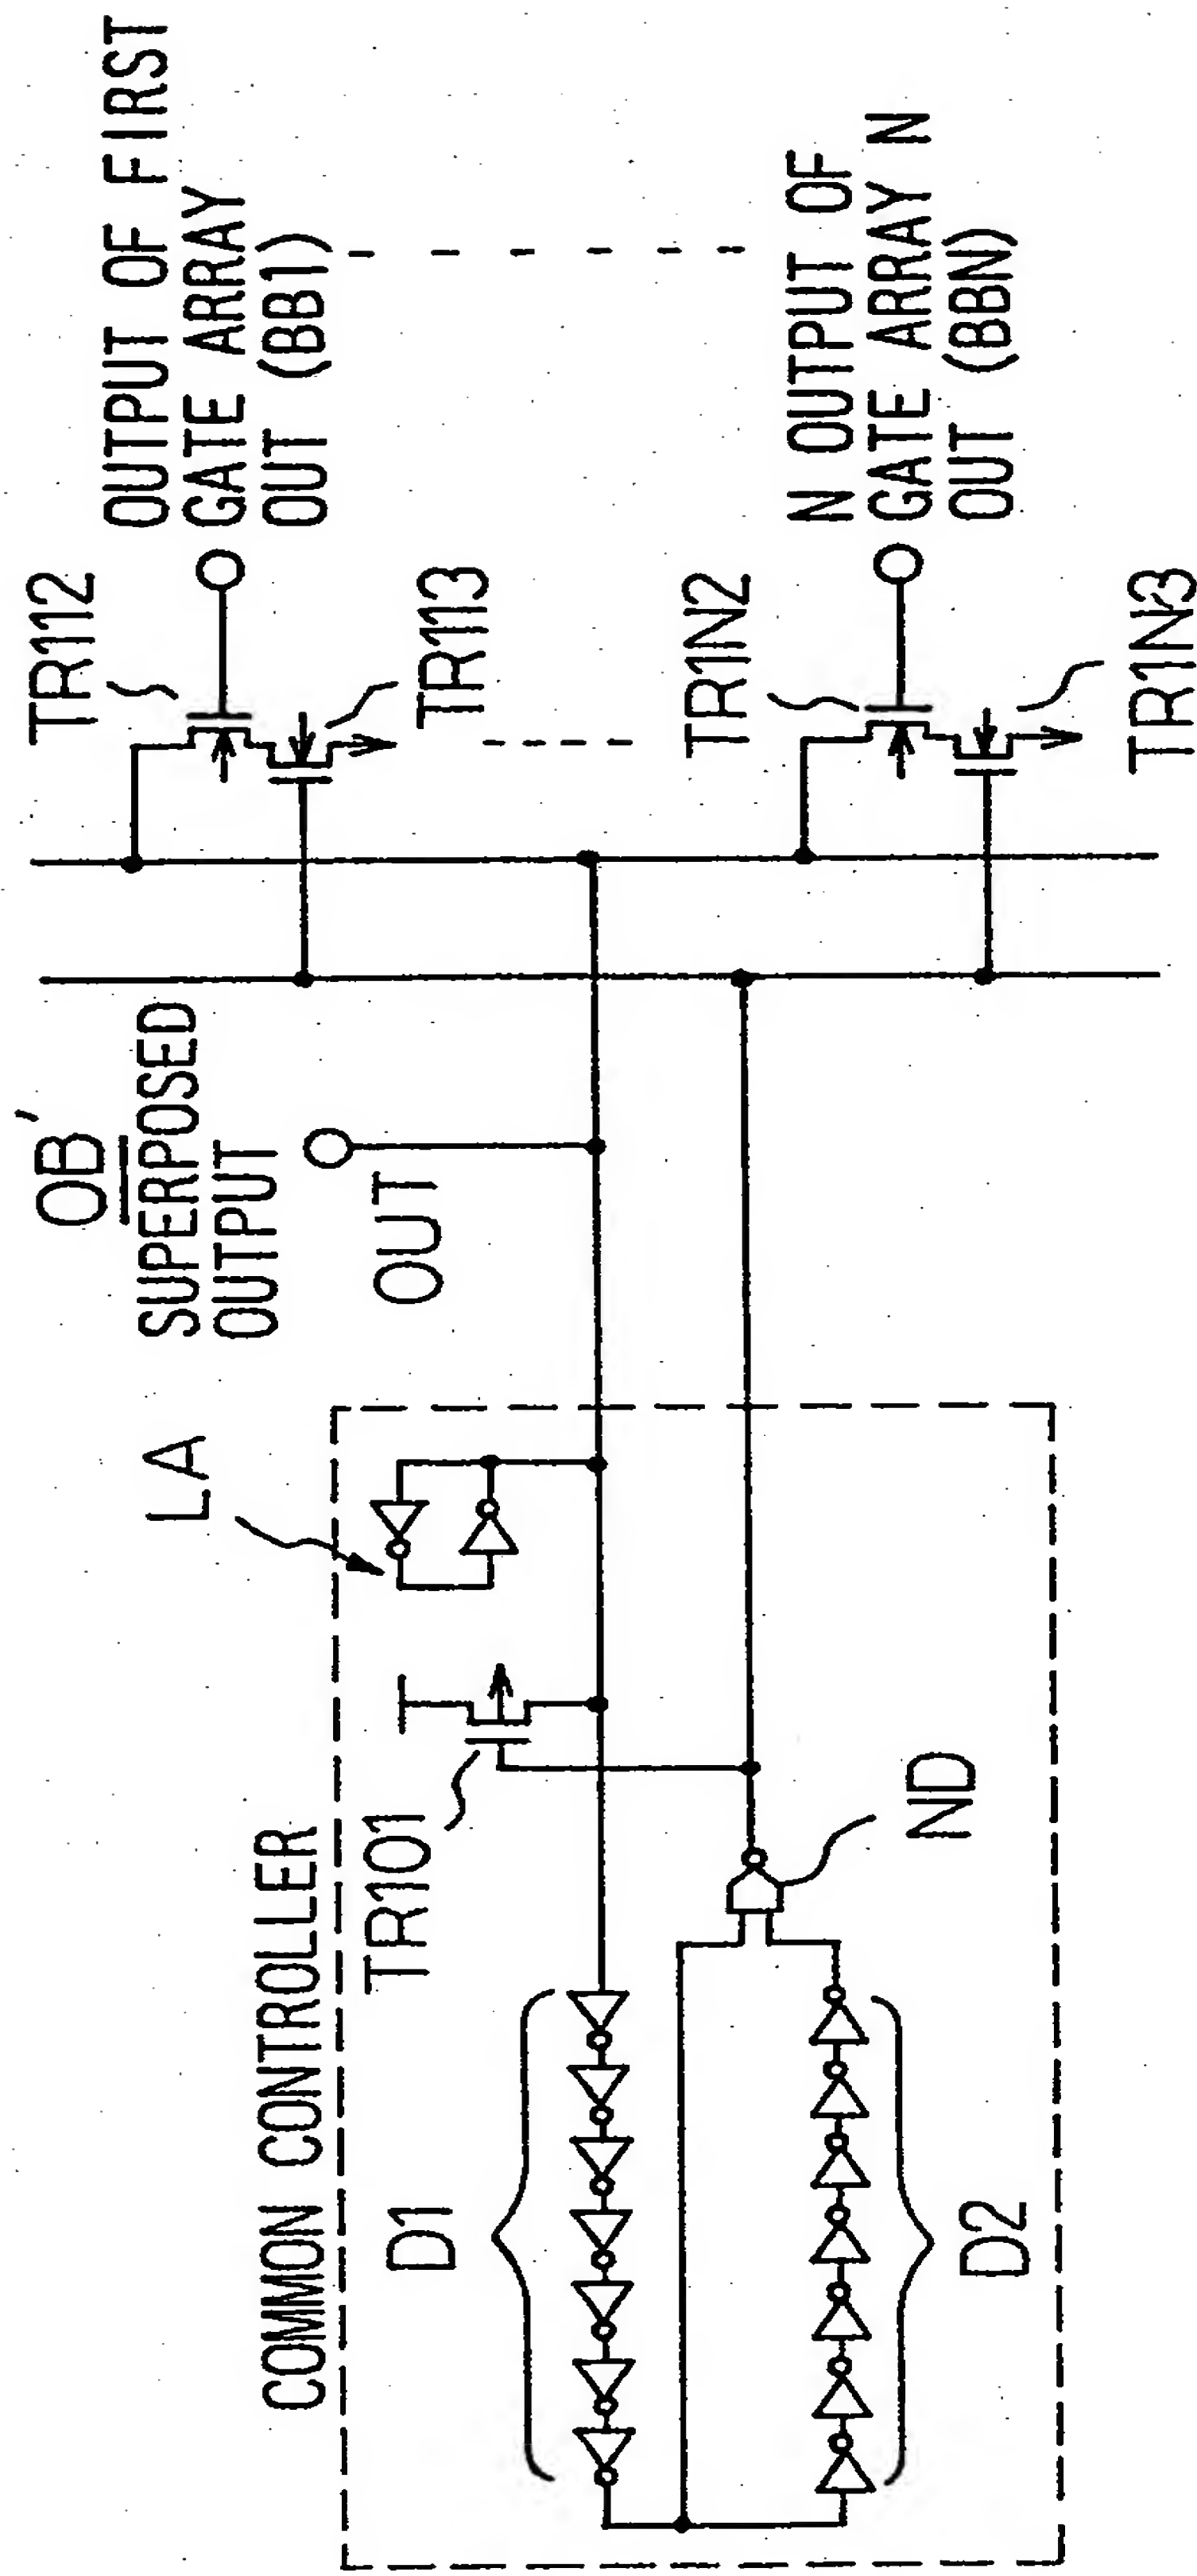 COMMON CONTROLLER
D1
TR101
LA
D2
ND
OB'
SUPERPOSED
OUTPUT
OUT
TR112
TR113
OUTPUT OF FIRST
GATE ARRAY
OUT (BB1)
TR1N2
TR1N3
N OUTPUT OF
GATE ARRAY N
OUT (BBN)